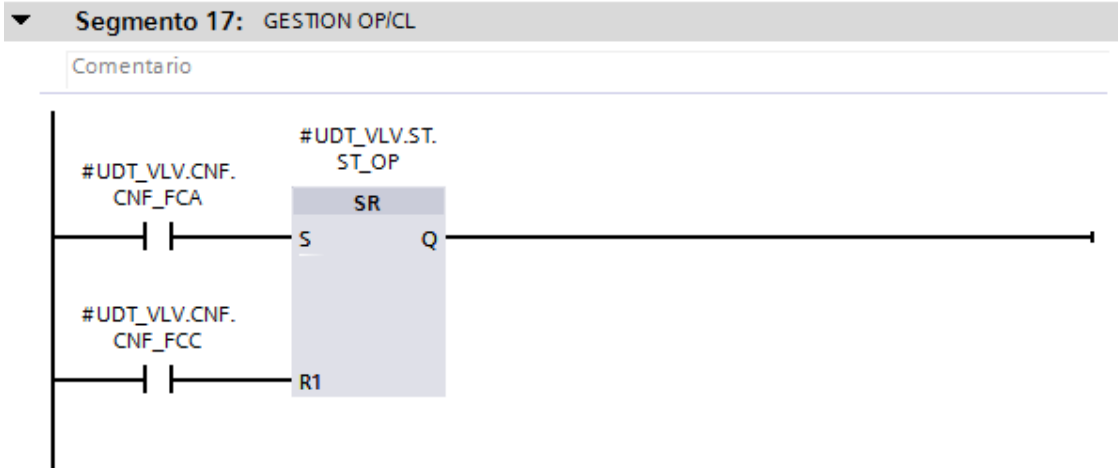 Segmento 17: GESTION OP/CL
Comentario
#UDT_VLV.ST.
ST_OP
#UDT_VLV.CNF.
CNF_FCA
SR
S Q
#UDT_VLV.CNF.
CNF_FCC
R1